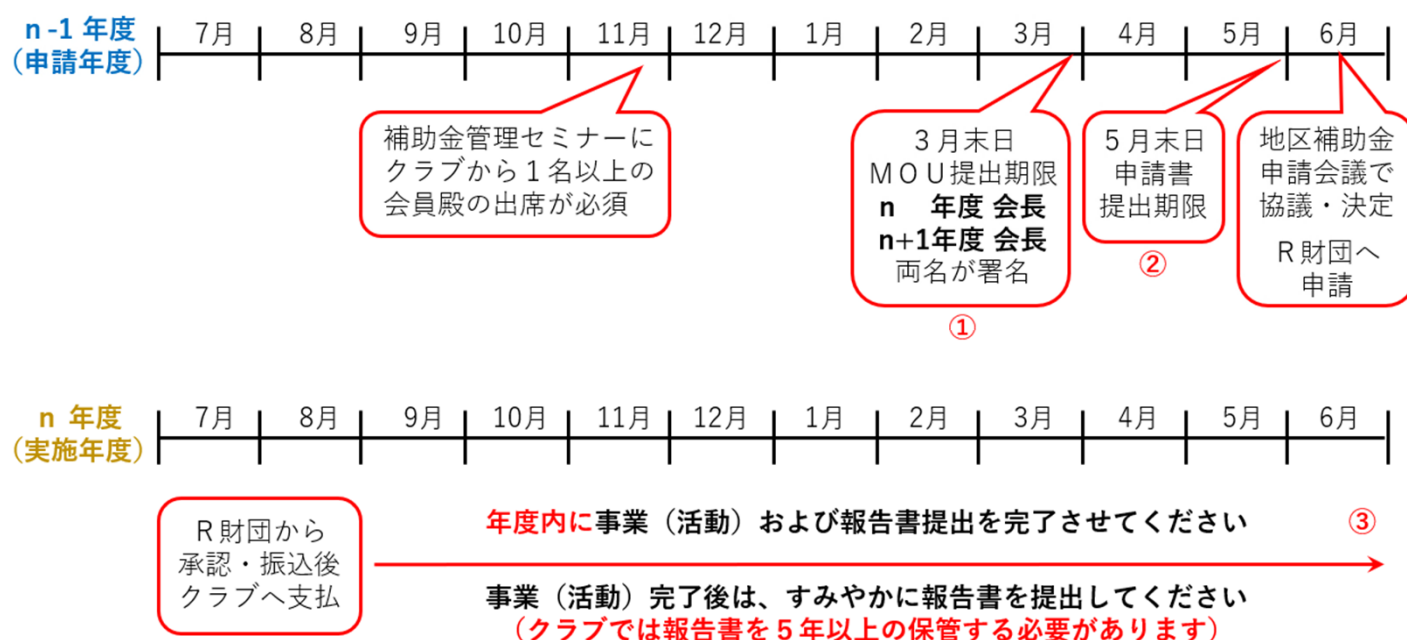 n -1 年度
(申請年度)
7月 8月 9月 10月 11月 12月 1月 2月 3月 4月 5月 6月
補助金管理セミナーに
クラブから１名以上の
会員殿の出席が必須
３月末日
ＭＯＵ提出期限
n 年度 会長
n+1年度 会長
両名が署名
①
５月末日
申請書
提出期限
②
地区補助金
申請会議で
協議・決定
Ｒ財団へ
申請
n 年度
(実施年度)
7月 8月 9月 10月 11月 12月 1月 2月 3月 4月 5月 6月
Ｒ財団から
承認・振込後
クラブへ支払
年度内に事業（活動）および報告書提出を完了させてください
③
事業（活動）完了後は、すみやかに報告書を提出してください
（クラブでは報告書を５年以上の保管する必要があります）